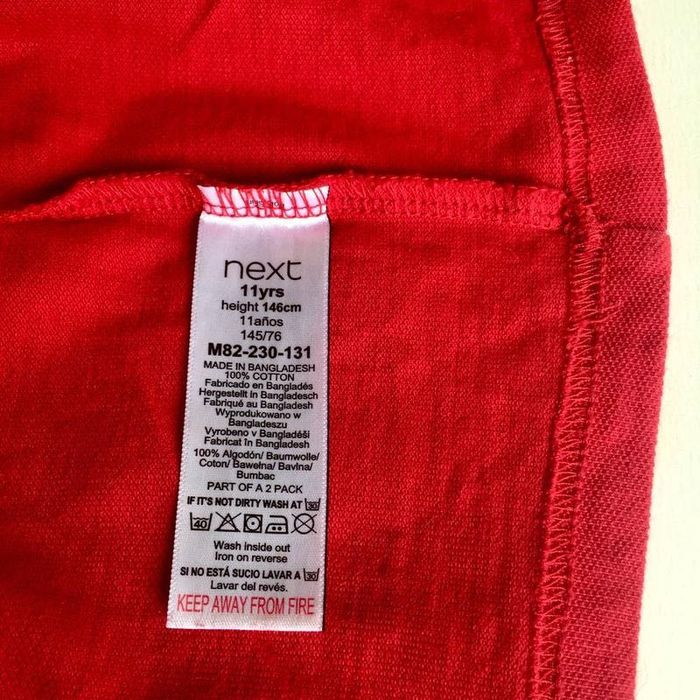 next
11yrs
height 146cm
11años
145/76
M82-230-131
MADE IN BANGLADESH
100% COTTON
Fabricado en Bangladés
Hergestellt in Bangladesch
Fabriqué au Bangladesh
Wyprodukowano w
Bangladeszu
Vyrobeno v Bangladéši
Fabricat în Bangladesh
100% Algodón/ Baumwolle/
Coton/ Bawełna/ Bavlna/
Bumbac
PART OF A 2 PACK
IF IT'S NOT DIRTY WASH AT 30
40
Wash inside out
Iron on reverse
SI NO ESTÁ SUCIO LAVAR A 30
Lavar del revés.
KEEP AWAY FROM FIRE